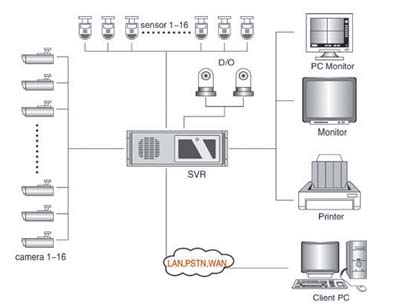 sensor 1-16
D/O
PC Monitor
Monitor
SVR
Printer
camera 1-16
LAN,PSTN,WAN
Client PC